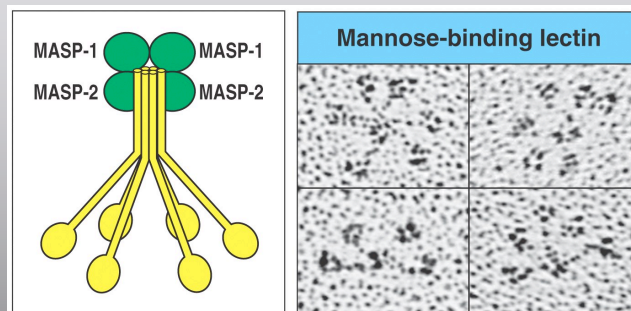 MASP-1 MASP-1
MASP-2 MASP-2
Mannose-binding lectin